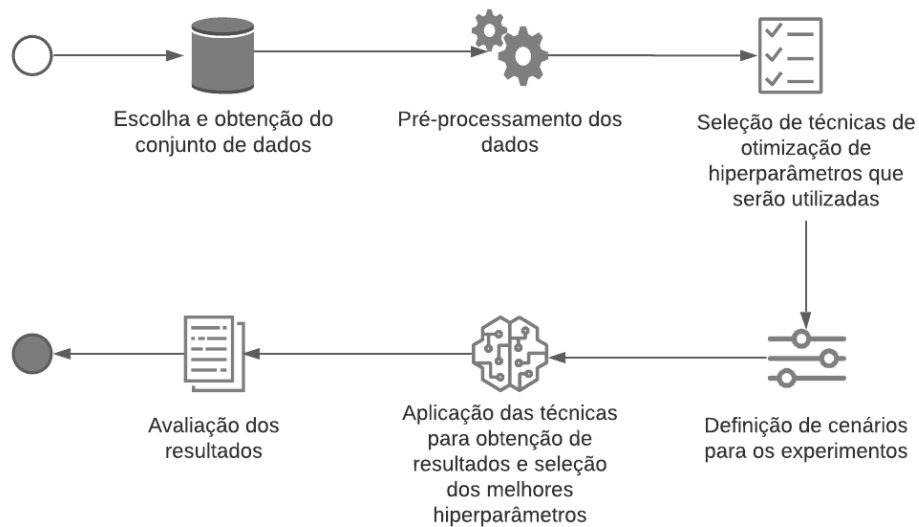 Escolha e obtenção do
conjunto de dados
Pré-processamento dos
dados
Seleção de técnicas de
otimização de
hiperparâmetros que
serão utilizadas
Definição de cenários
para os experimentos
Aplicação das técnicas
para obtenção de
resultados e seleção
dos melhores
hiperparâmetros
Avaliação dos
resultados